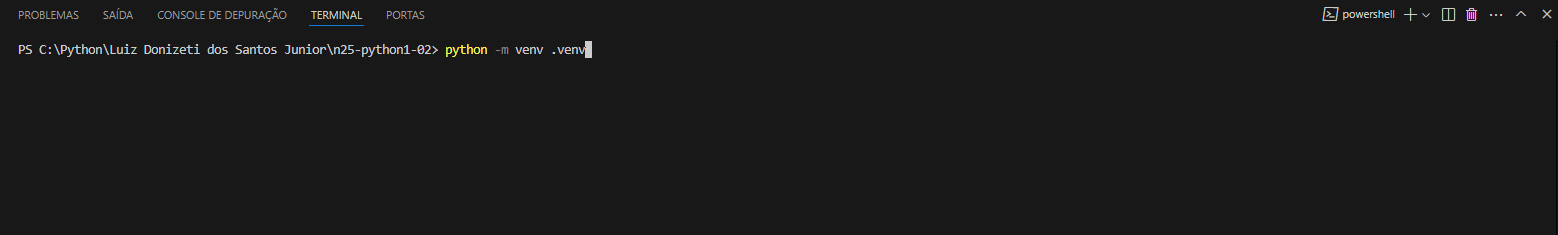 PROBLEMAS SAÍDA CONSOLE DE DEPURAÇÃO TERMINAL PORTAS powershell
PS C:\Python\Luiz Donizeti dos Santos Junior\n25-python1-02> python -m venv .venv